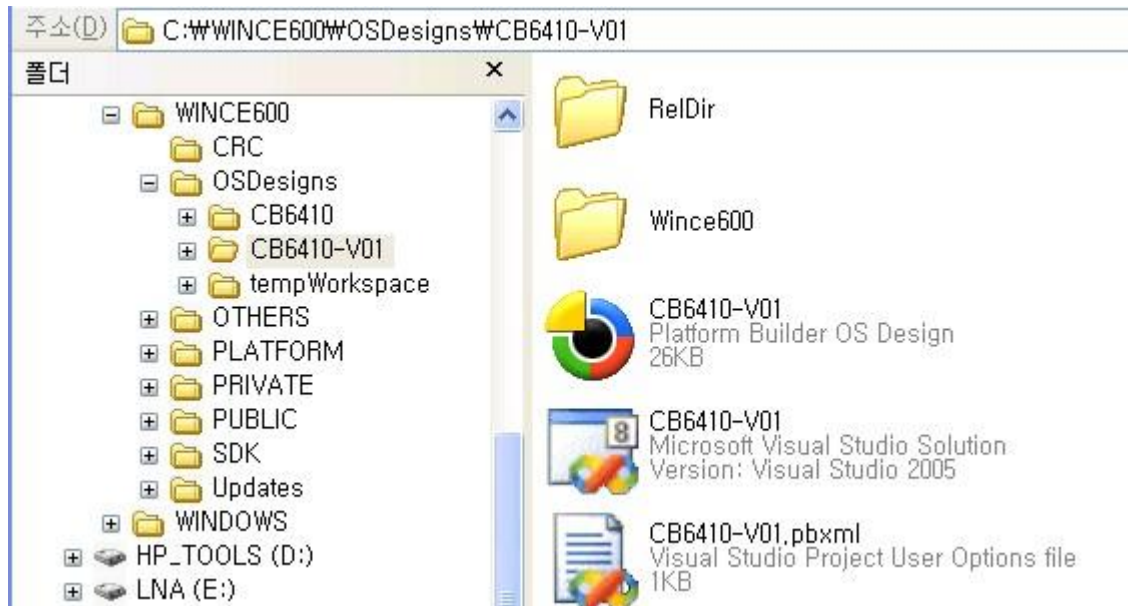 주소(D) C:₩WINCE600₩OSDesigns₩CB6410-V01
폴더
WINCE600
CRC
OSDesigns
CB6410
CB6410-V01
tempWorkspace
OTHERS
PLATFORM
PRIVATE
PUBLIC
SDK
Updates
WINDOWS
HP_TOOLS (D:)
LNA (E:)
RelDir
Wince600
CB6410-V01
Platform Builder OS Design
26KB
8
CB6410-V01
Microsoft Visual Studio Solution
Version: Visual Studio 2005
CB6410-V01.pbxml
Visual Studio Project User Options file
1KB